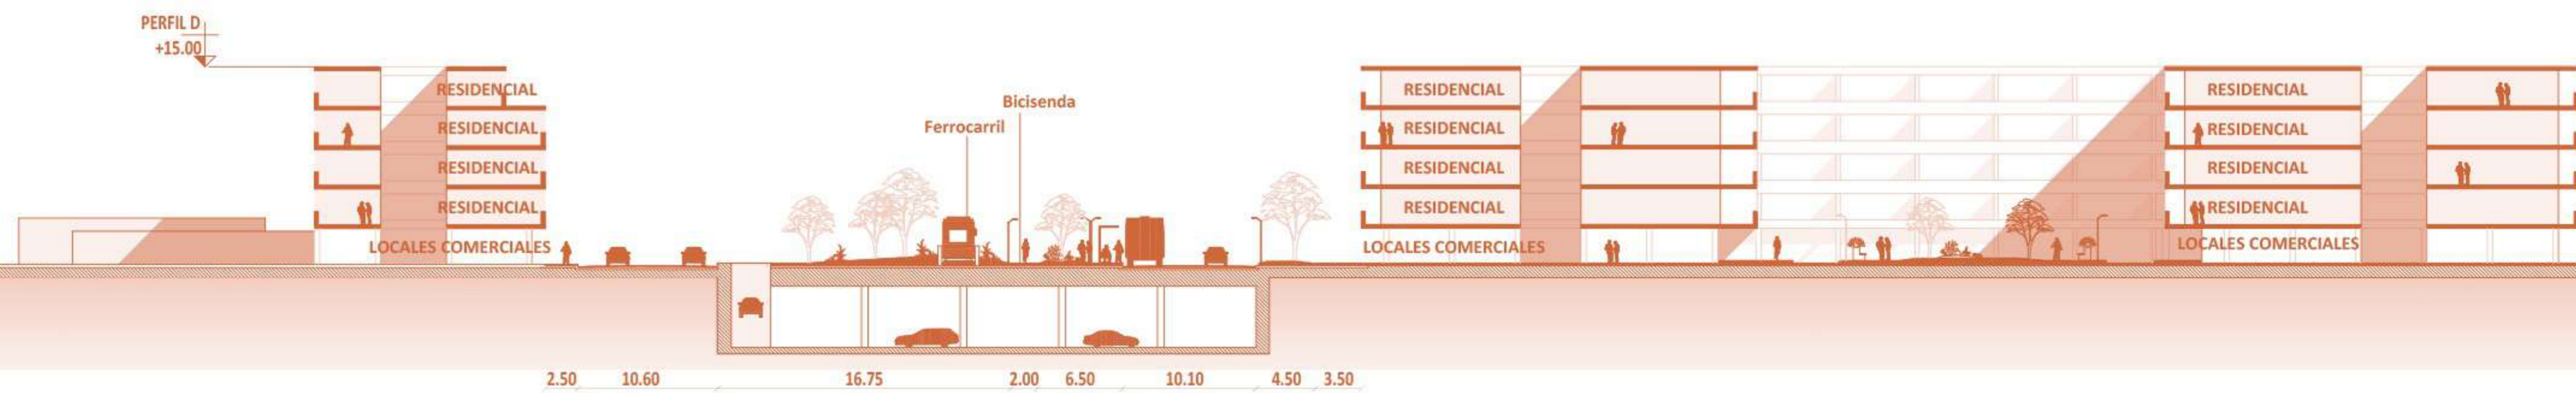 PERFIL D
+15.00
RESIDENCIAL
RESIDENCIAL
RESIDENCIAL
RESIDENCIAL
LOCALES COMERCIALES
Ferrocarril
Bicisenda
RESIDENCIAL
RESIDENCIAL
RESIDENCIAL
RESIDENCIAL
LOCALES COMERCIALES
RESIDENCIAL
RESIDENCIAL
RESIDENCIAL
RESIDENCIAL
LOCALES COMERCIALES
2.50 10.60 16.75 2.00 6.50 10.10 4.50 3.50